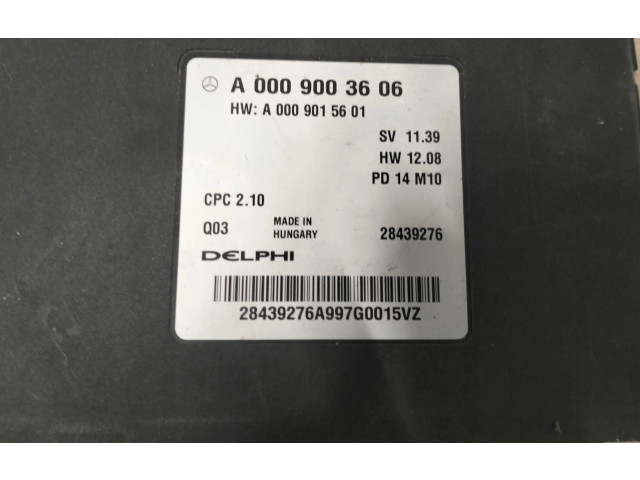 A 000 900 36 06
HW: A 000 901 56 01
SV 11.39
HW 12.08
PD 14 M10
CPC 2.10
Q03 MADE IN HUNGARY 28439276
DELPHI
28439276A997G0015VZ